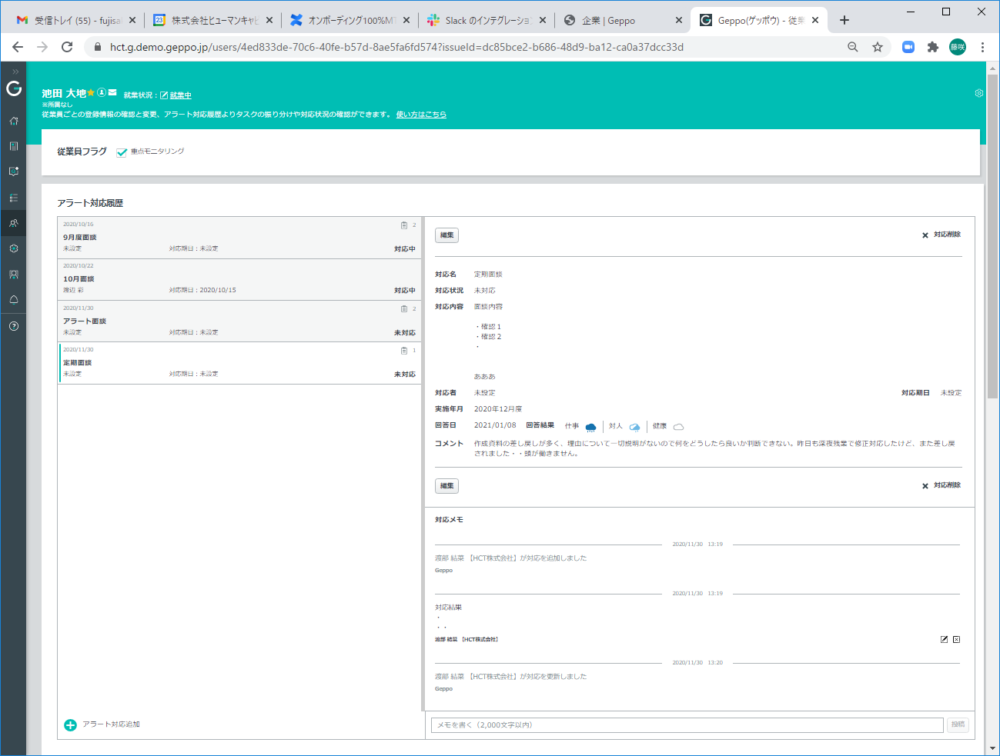 受信トレイ (55) - fujisa
株式会社ヒューマンキャピ
オンボーディング100%MT
Slack のインテグレーション
企業 | Geppo
Geppo(ゲッポウ) - 従業
hct.g.demo.geppo.jp/users/4ed833de-70c6-40fe-b57d-8ae5fa6fd574?issueId=dc85bce2-b686-48d9-ba12-ca0a37dcc33d
藤咲
池田 大地
就業状況：
就業中
※所属なし
従業員ごとの登録情報の確認と変更、アラート対応履歴よりタスクの振り分けや対応状況の確認ができます。 使い方はこちら
従業員フラグ
重点モニタリング
アラート対応履歴
2020/10/16
2
9月度面談
未設定
対応期日：未設定
対応中
2020/10/22
10月面談
渡辺 彩
対応期日：2020/10/15
対応中
2020/11/30
2
アラート面談
未設定
対応期日：未設定
未対応
2020/11/30
1
定期面談
未設定
対応期日：未設定
未対応
アラート対応追加
編集
対応削除
対応名 定期面談
対応状況 未対応
対応内容 面談内容
・確認１
・確認２
・
あああ
対応者 未設定
対応期日 未設定
実施年月 2020年12月度
回答日 2021/01/08 回答結果 仕事 対人 健康
コメント 作成資料の差し戻しが多く、理由について一切説明がないので何をどうしたら良いか判断できない。昨日も深夜残業で修正対応したけど、また差し戻
されました・・頭が働きません。
編集
対応削除
対応メモ
2020/11/30 13:19
渡部 結菜 【HCT株式会社】が対応を追加しました
Geppo
2020/11/30 13:19
対応結果
・
・・
渡部 結菜 【HCT株式会社】
2020/11/30 13:20
渡部 結菜 【HCT株式会社】が対応を更新しました
Geppo
メモを書く（2,000文字以内）
投稿